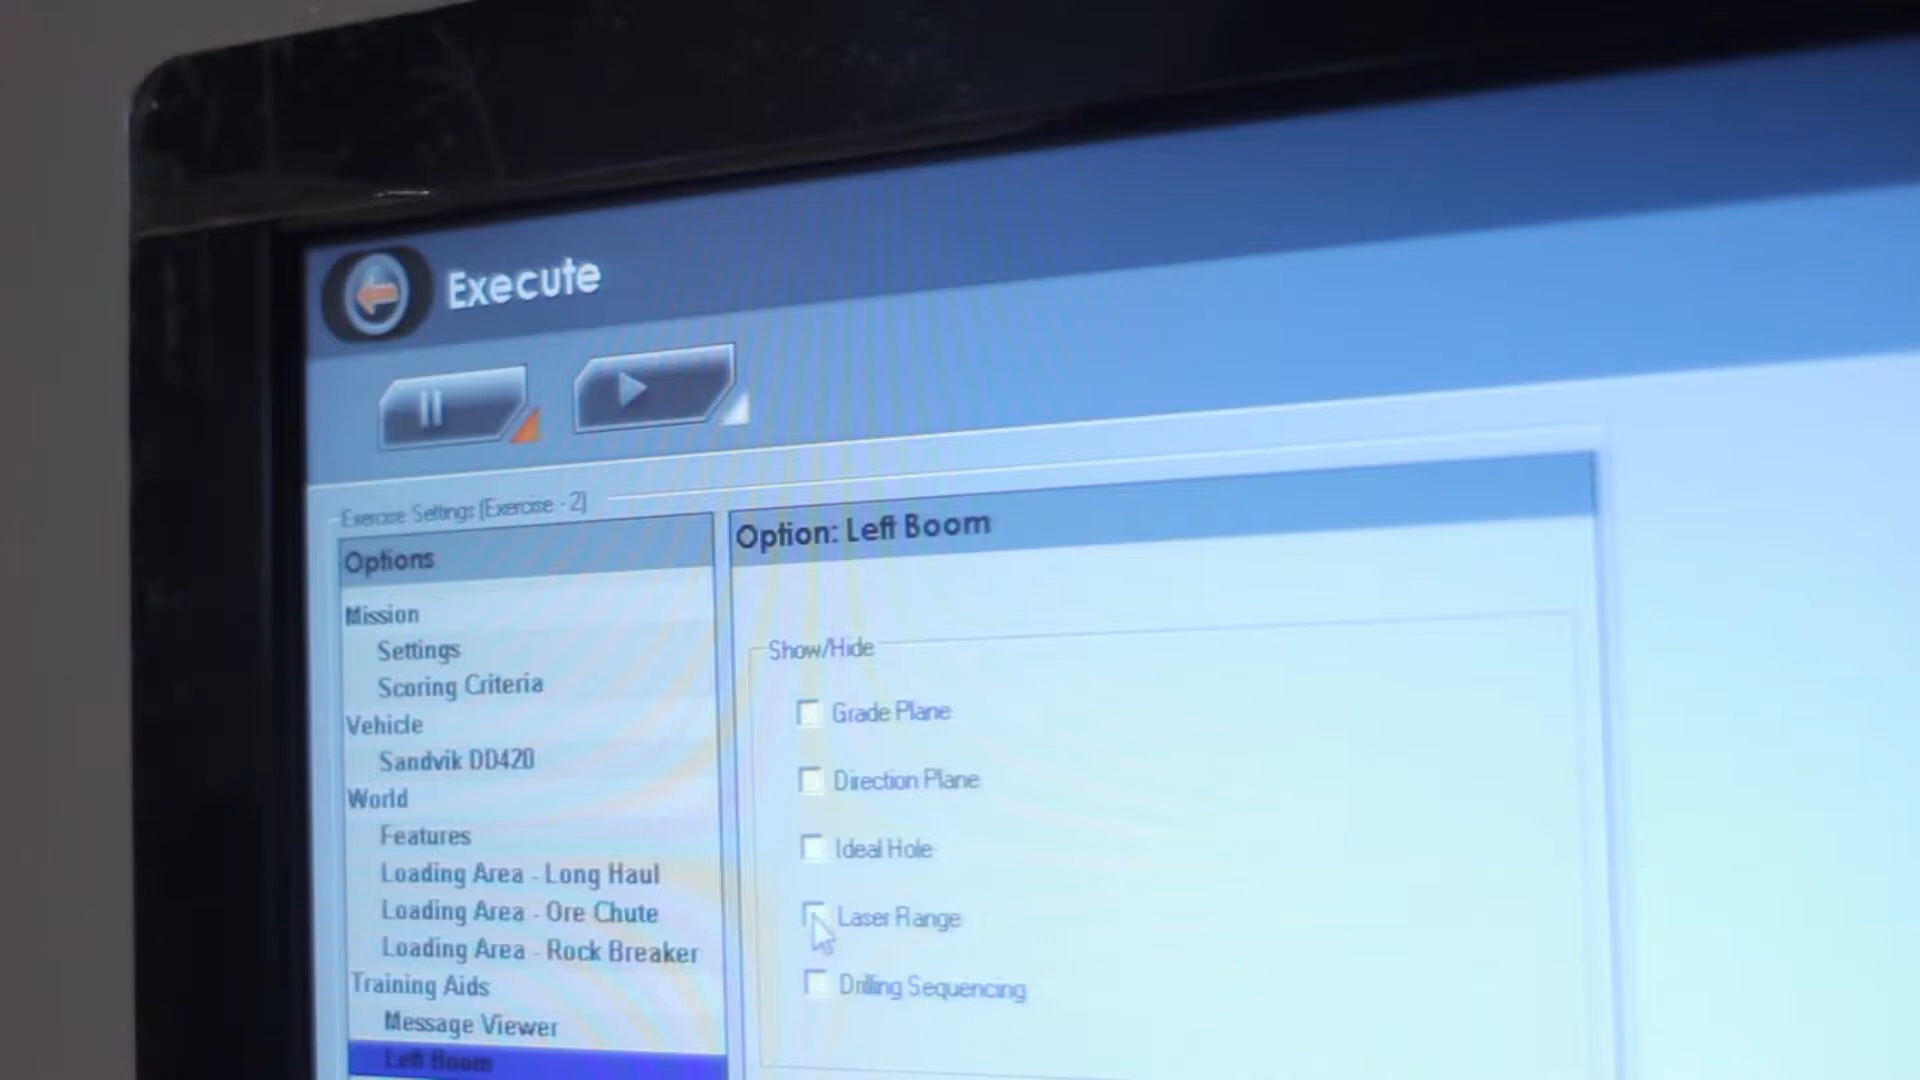 Execute
Exercise Settings (Exercise - 2)
Options
Mission
Settings
Scoring Criteria
Vehicle
Sandvik DD420
World
Features
Loading Area - Long Haul
Loading Area - Ore Chute
Loading Area - Rock Breaker
Training Aids
Message Viewer
Left Boom
Option: Left Boom
Show/Hide
Grade Plane
Direction Plane
Ideal Hole
Laser Range
Drilling Sequencing